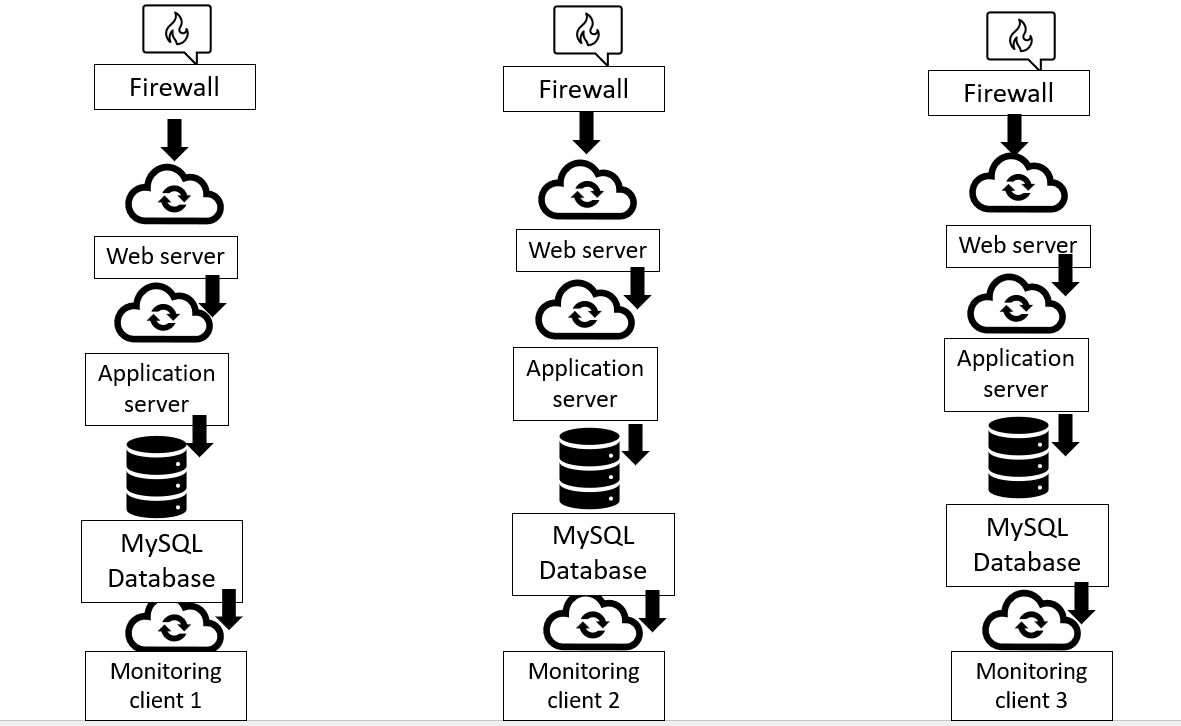 Firewall
Web server
Application
server
MySQL
Database
Monitoring
client 1
Firewall
Web server
Application
server
MySQL
Database
Monitoring
client 2
Firewall
Web server
Application
server
MySQL
Database
Monitoring
client 3